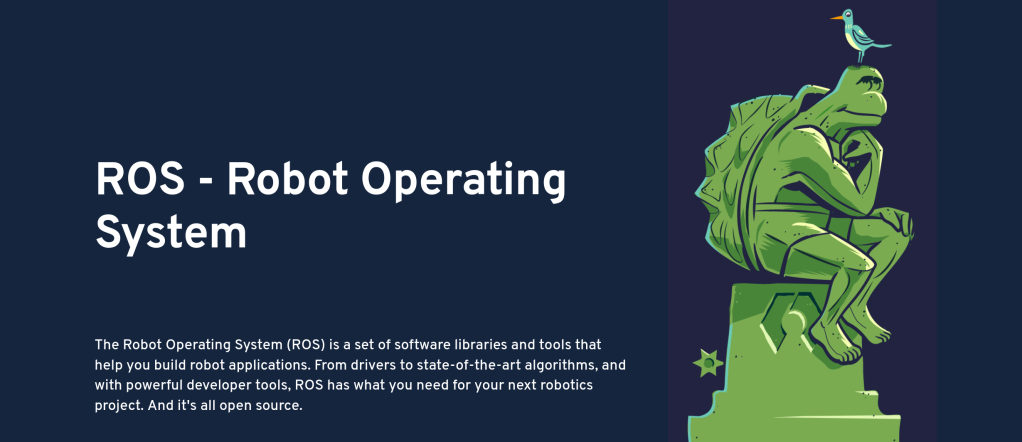 ROS - Robot Operating
System
The Robot Operating System (ROS) is a set of software libraries and tools that
help you build robot applications. From drivers to state-of-the-art algorithms, and
with powerful developer tools, ROS has what you need for your next robotics
project. And it's all open source.